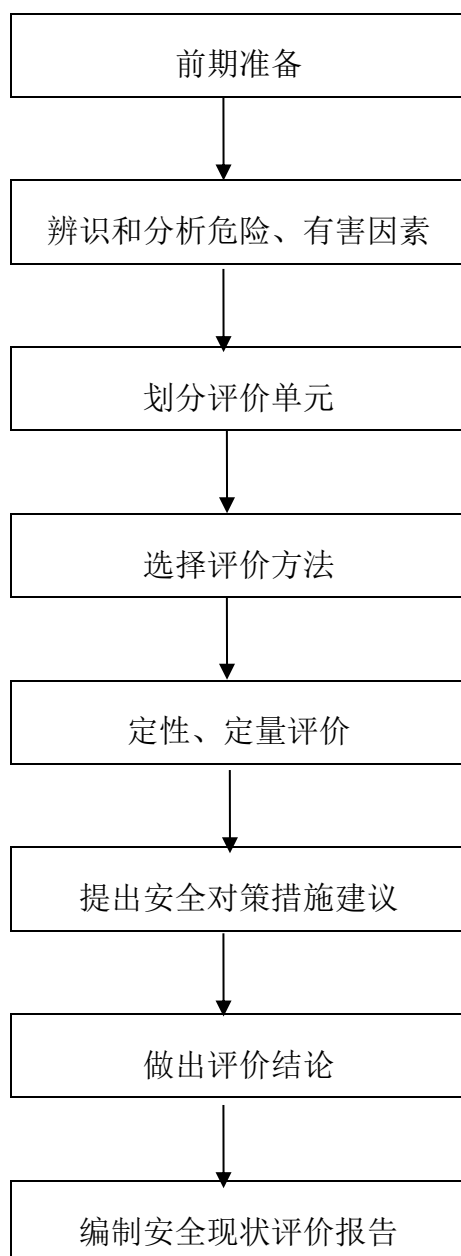 前期准备
辨识和分析危险、有害因素
划分评价单元
选择评价方法
定性、定量评价
提出安全对策措施建议
做出评价结论
编制安全现状评价报告